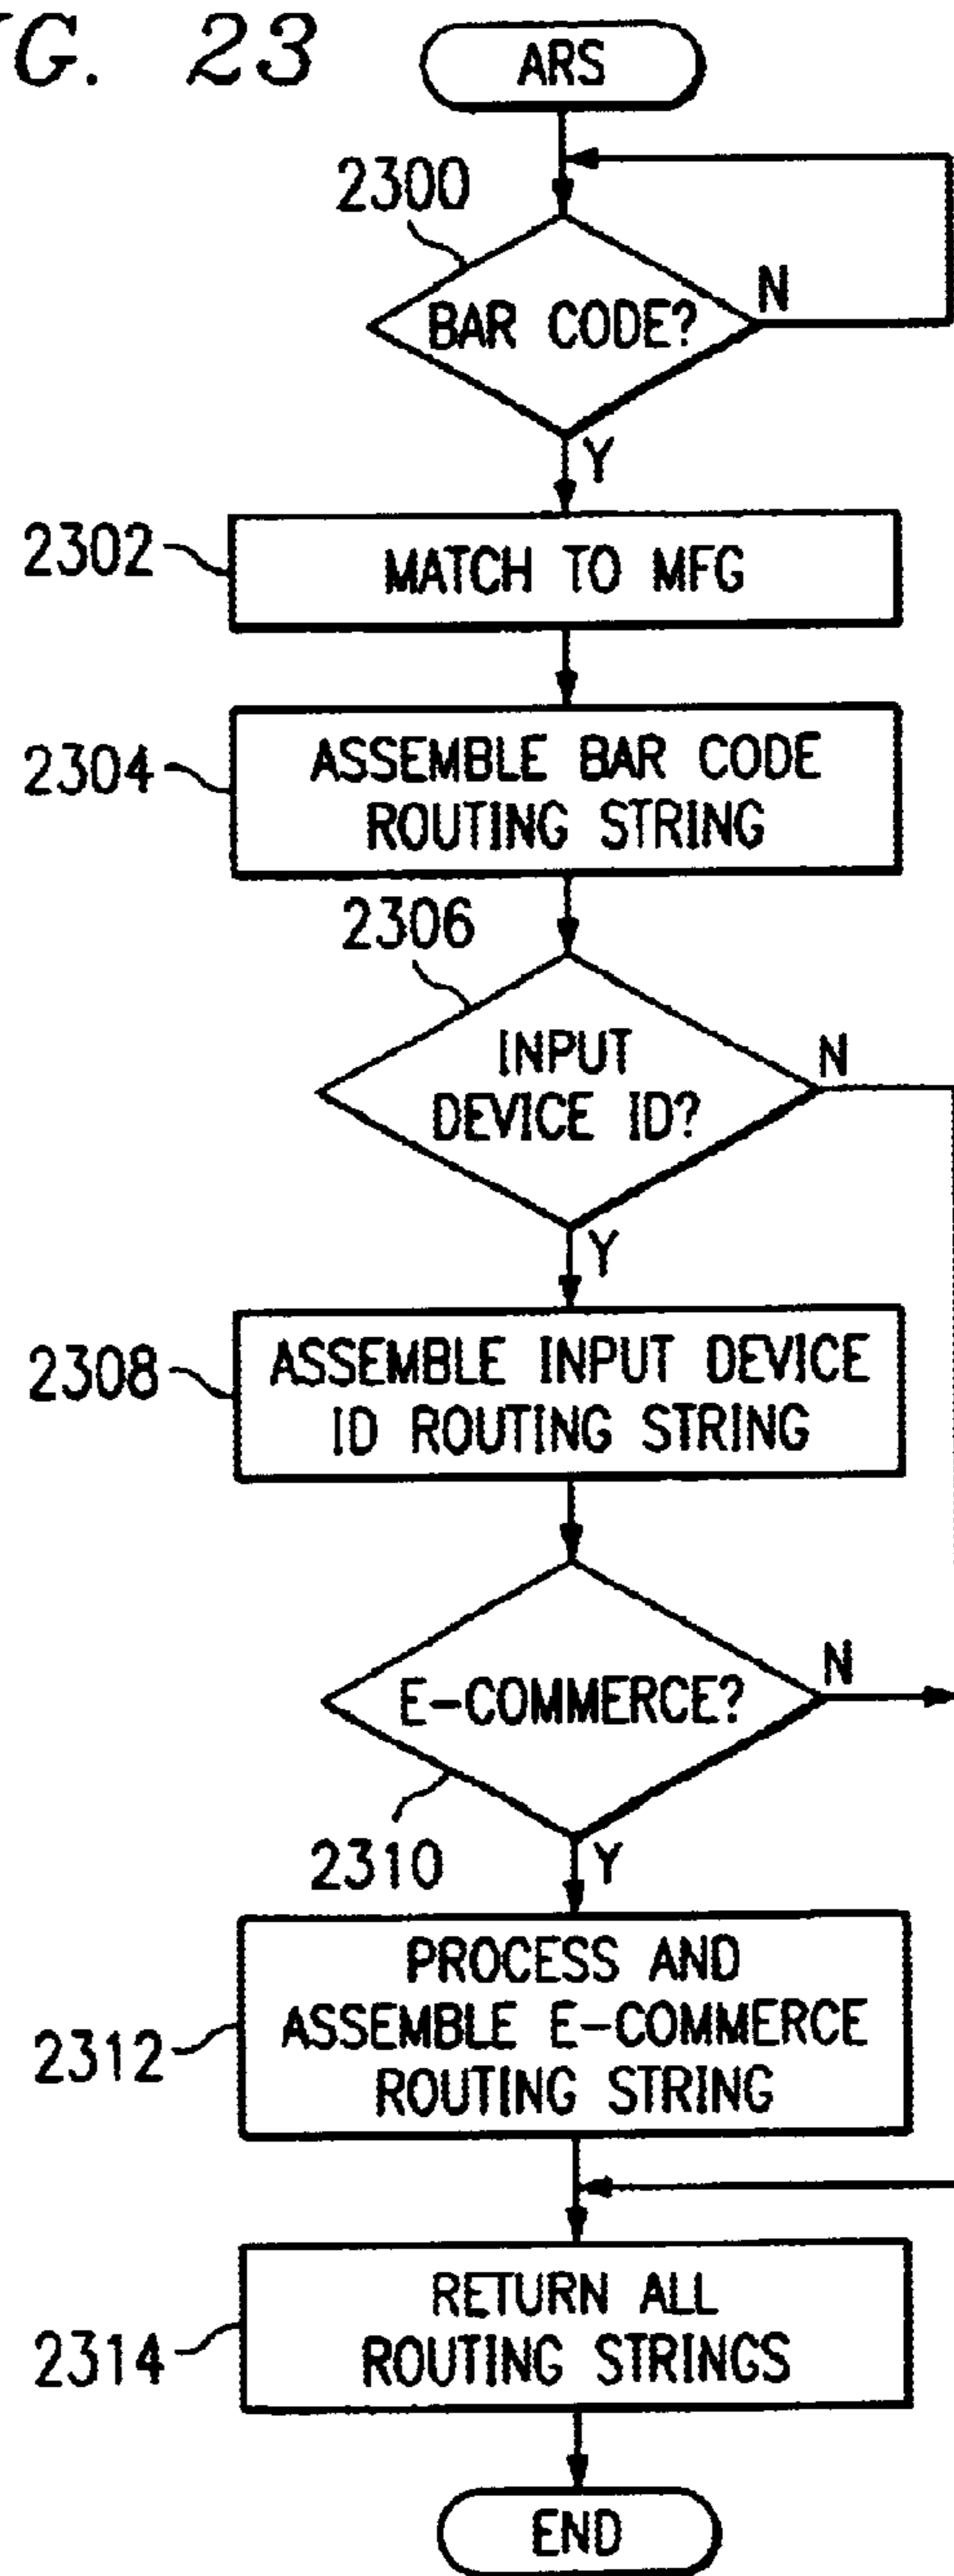 G. 23
ARS
2300
BAR CODE?
N
Y
2302
MATCH TO MFG
2304
ASSEMBLE BAR CODE
ROUTING STRING
2306
INPUT
DEVICE ID?
N
Y
2308
ASSEMBLE INPUT DEVICE
ID ROUTING STRING
E-COMMERCE?
N
2310
Y
2312
PROCESS AND
ASSEMBLE E-COMMERCE
ROUTING STRING
2314
RETURN ALL
ROUTING STRINGS
END